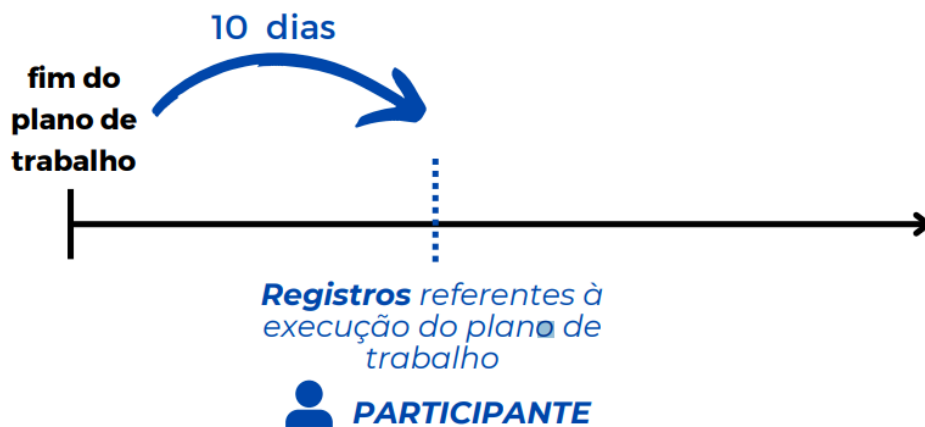 10 dias
fim do
plano de
trabalho
Registros referentes à
execução do plano de
trabalho
PARTICIPANTE